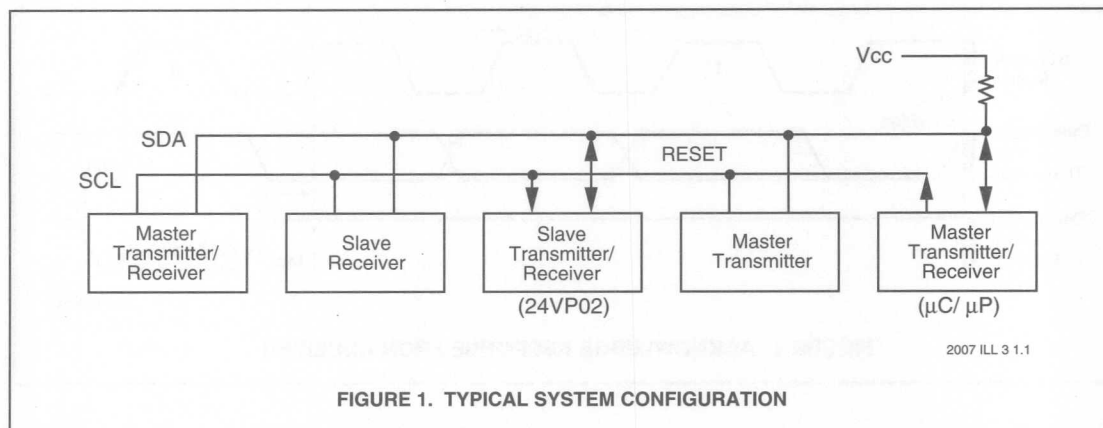 Vcc
SDA
RESET
SCL
Master
Transmitter/
Receiver
Slave
Receiver
Slave
Transmitter/
Receiver
(24VP02)
Master
Transmitter
Master
Transmitter/
Receiver
(μC/ μP)
2007 ILL 3 1.1
FIGURE 1. TYPICAL SYSTEM CONFIGURATION